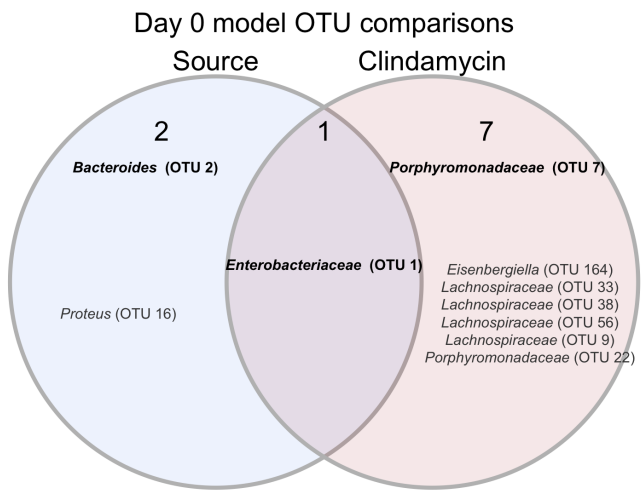 Day 0 model OTU comparisons
Source Clindamycin
2 1 7
Bacteroides (OTU 2) Porphyromonadaceae (OTU 7)
Enterobacteriaceae (OTU 1)
Eisenbergiella (OTU 164)
Lachnospiraceae (OTU 33)
Lachnospiraceae (OTU 38)
Proteus (OTU 16)
Lachnospiraceae (OTU 56)
Lachnospiraceae (OTU 9)
Porphyromonadaceae (OTU 22)